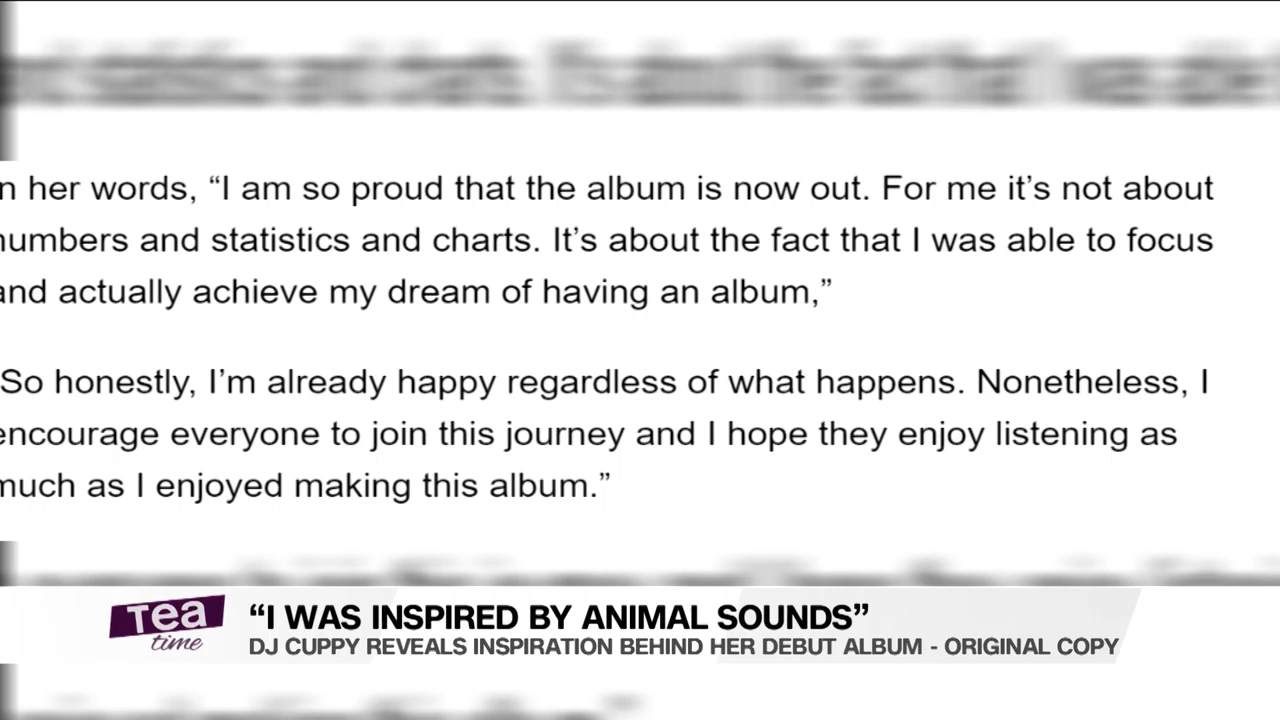 n her words, “I am so proud that the album is now out. For me it’s not about
numbers and statistics and charts. It’s about the fact that I was able to focus
and actually achieve my dream of having an album,”
So honestly, I’m already happy regardless of what happens. Nonetheless, I
encourage everyone to join this journey and I hope they enjoy listening as
much as I enjoyed making this album.”
Tea
time
“I WAS INSPIRED BY ANIMAL SOUNDS”
DJ CUPPY REVEALS INSPIRATION BEHIND HER DEBUT ALBUM - ORIGINAL COPY